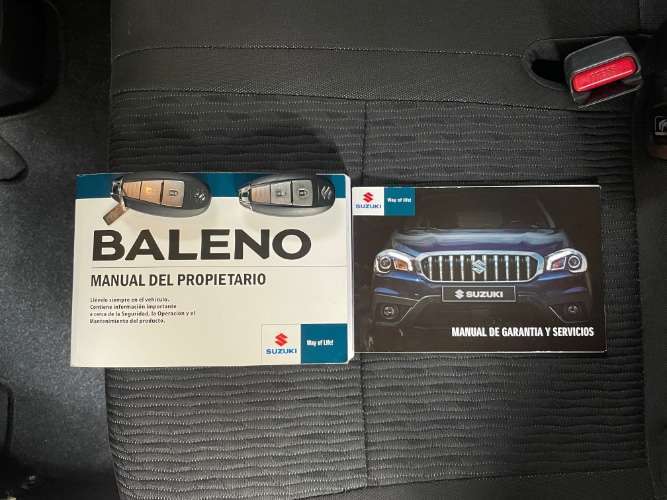 BALENO
MANUAL DEL PROPIETARIO
Llévelo siempre en el vehículo.
Contiene información importante
acerca de la Seguridad, la Operación y el
Mantenimiento del producto.
SUZUKI
Way of Life!
SUZUKI
Way of Life!
SUZUKI
MANUAL DE GARANTIA Y SERVICIOS
PRESS